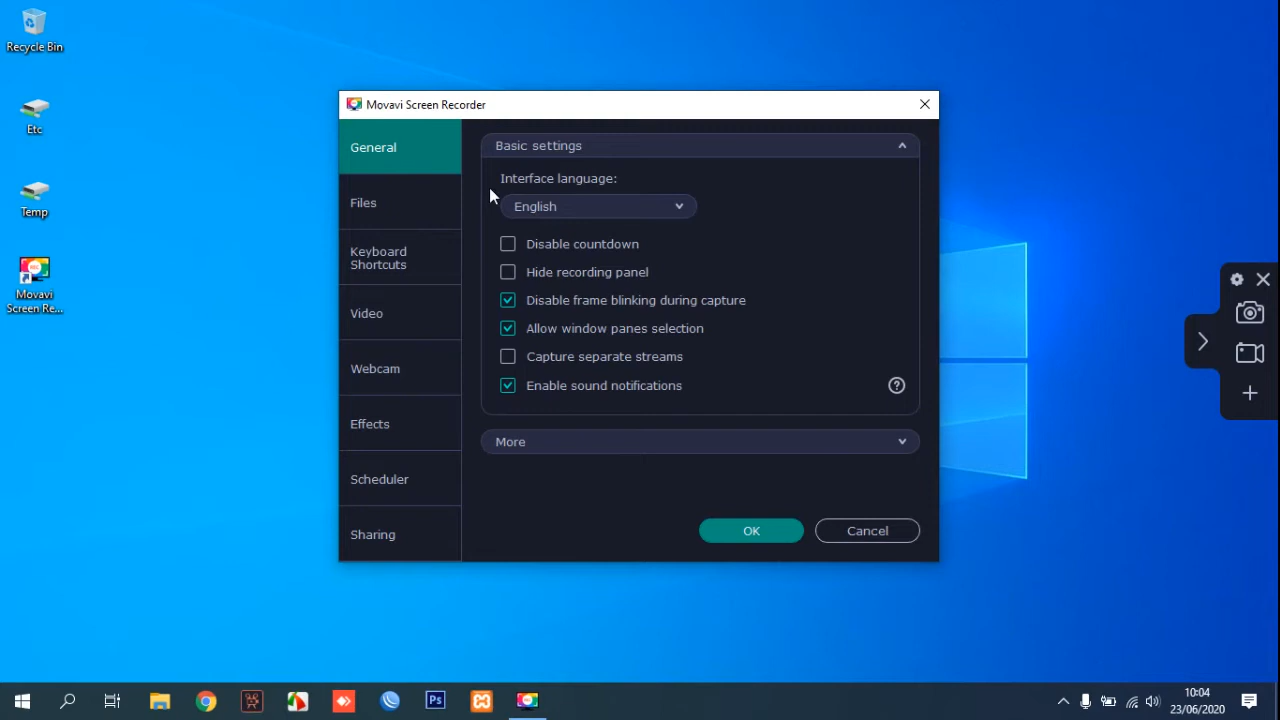 Recycle Bin
Etc
Temp
Movavi
Screen Re...
Movavi Screen Recorder
General
Files
Keyboard
Shortcuts
Video
Webcam
Effects
Scheduler
Sharing
Basic settings
Interface language:
English
Disable countdown
Hide recording panel
Disable frame blinking during capture
Allow window panes selection
Capture separate streams
Enable sound notifications
?
More
OK
Cancel
Ps
10:04
23/06/2020